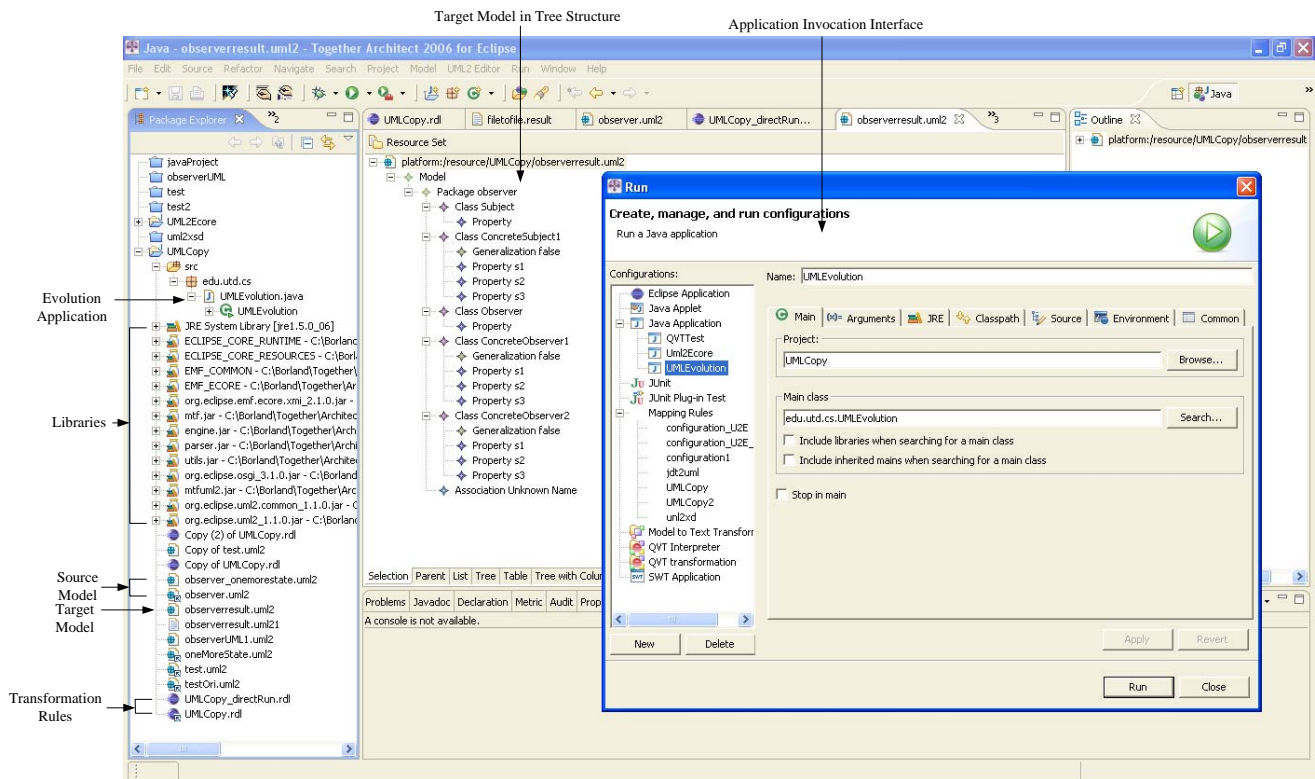 Target Model in Tree Structure
Application Invocation Interface
Java - observerresult.uml2 - Together Architect 2006 for Eclipse
File Edit Source Refactor Navigate Search Project Model UML2 Editor Run Window Help
Java
Package Explorer
2
UMLCopy.rdl
filetofile.result
observer.uml2
UMLCopy_directRun...
observerresult.uml2
3
Outline
Resource Set
platform:/resource/UMLCopy/observerresult
javaProject
observerUML
test
test2
UML2Ecore
uml2xsd
UMLCopy
src
edu.utd.cs
UMLEvolution.java
UMLEvolution
JRE System Library [jre1.5.0_06]
ECLIPSE_CORE_RUNTIME - C:\Borlanc
ECLIPSE_CORE_RESOURCES - C:\Borl
EMF_COMMON - C:\Borland\Together\
EMF_ECORE - C:\Borland\Together\Ar
org.eclipse.emf.ecore.xmi_2.1.0.jar -
mtf.jar - C:\Borland\Together\Architec
engine.jar - C:\Borland\Together\Arch
parser.jar - C:\Borland\Together\Archi
utils.jar - C:\Borland\Together\Archite
org.eclipse.osgi_3.1.0.jar - C:\Borland
mtfuml2.jar - C:\Borland\Together\Arc
org.eclipse.uml2.common_1.1.0.jar - C
org.eclipse.uml2_1.1.0.jar - C:\Borlanc
Copy (2) of UMLCopy.rdl
Copy of test.uml2
Copy of UMLCopy.rdl
observer_onemorestate.uml2
observer.uml2
observerresult.uml2
observerresult.uml21
observerUML1.uml2
oneMoreState.uml2
test.uml2
testOri.uml2
UMLCopy_directRun.rdl
UMLCopy.rdl
Evolution
Application
Libraries
Source
Model
Target
Model
Transformation
Rules
platform:/resource/UMLCopy/observerresult.uml2
Model
Package observer
Class Subject
Property
Class ConcreteSubject1
Generalization false
Property s1
Property s2
Property s3
Class Observer
Property
Class ConcreteObserver1
Generalization false
Property s1
Property s2
Property s3
Class ConcreteObserver2
Generalization false
Property s1
Property s2
Property s3
Association Unknown Name
Selection Parent List Tree Table Tree with Colu
Problems Javadoc Declaration Metric Audit Prop
A console is not available.
Run
Create, manage, and run configurations
Run a Java application
Configurations:
Eclipse Application
Java Applet
Java Application
QVTTest
Uml2Ecore
UMLEvolution
JUnit
JUnit Plug-in Test
Mapping Rules
configuration_U2E
configuration_U2E_
configuration1
jdt2uml
UMLCopy
UMLCopy2
unl2xd
Model to Text Transforr
QVT Interpreter
QVT transformation
SWT Application
New
Delete
Name: UMLEvolution
Main Arguments JRE Classpath Source Environment Common
Project:
UMLCopy
Browse...
Main class
edu.utd.cs.UMLEvolution
Search...
Include libraries when searching for a main class
Include inherited mains when searching for a main class
Stop in main
Apply
Revert
Run
Close